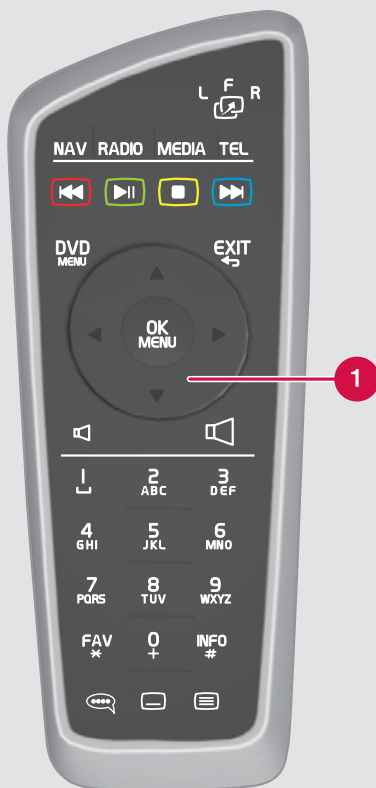 L F R
NAV RADIO MEDIA TEL
DVD EXIT
MENU
OK
MENU
1
1 2 3
ABC DEF
4 5 6
GHI JKL MNO
7 8 9
PQRS TUV WXYZ
FAV 0 INFO
* + #